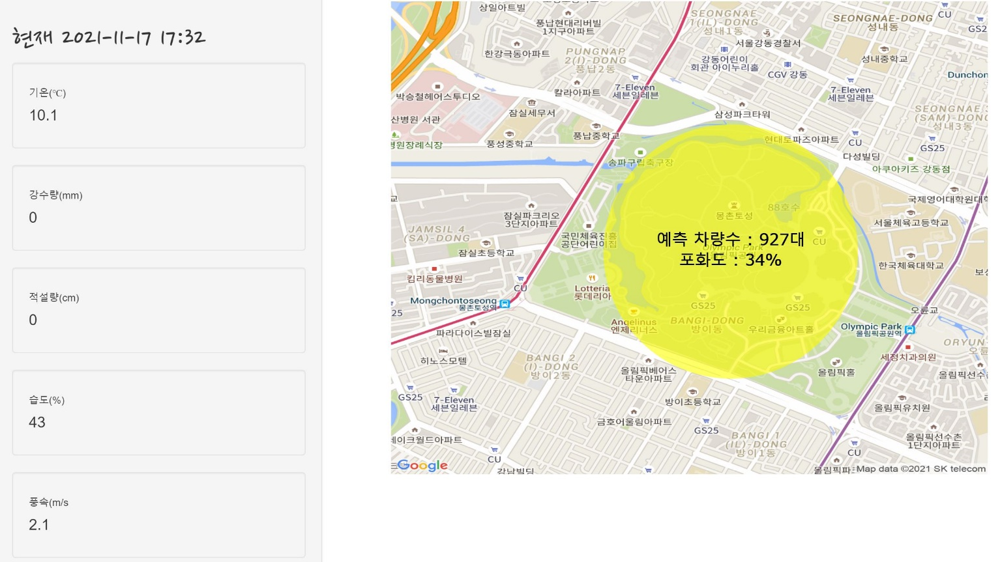 현재 2021-11-17 17:32
기온(℃)
10.1
강수량(mm)
0
적설량(cm)
0
습도(%)
43
풍속(m/s
2.1
상일아트빌
풍납현대리버빌
1지구아파트
SEONGNAE
1(IL)-DONG
성내1동
SEONGNAE-DONG
성내동
CU
GS2
한강극동아파트
PUNGNAP
2(I)-DONG
풍납2동
서울강동경찰서
강동어린이
회관 아이누리홀
CGV 강동
성내중학교
Dunchon
박승철헤어스투디오
칼라아파트
7-Eleven
세븐일레븐
7-Eleven
세븐일레븐
산병원 서관
잠실세무서
삼성파크타워
SEONGNAE 3
(SAM)-DONG
성내3동
병원장례식장
풍성중학교
풍납중학교
현대토파즈아파트
CU
GS25
송파구립축구장
다성빌딩
아쿠아키즈 강동점
교
잠실파크리오
3단지아파트
몽촌토성
88호수
국제영어대학원대학
JAMSIL 4
(SA)-DONG
국민체육진흥
공단어린이집
서울체육고등학교
예측 차량수 : 927대
CU
잠실초등학교
Olympic Park
올림픽공원
포화도 : 34%
한국체육대학교
보성
킴리동물병원
CU
Lotteria
롯데리아
Mongchontoseong
몽촌토성역
25
GS25
GS25
오륜교
파라다이스빌잠실
Angelinus
엔제리너스
BANGI-DONG
방이동
우리금융아트홀
Olympic Park
올림픽공원역
ORYUN
오륜
히노스모텔
BANGI 2
(I)-DONG
방이2동
올림픽베어스
타운아파트
올림픽홀
세정치과의원
올림픽선수
GS25
7-Eleven
세븐일레븐
방이초등학교
올림픽유치원
금호어울림아파트
GS25
레이크월드아파트
BANGI 1
(IL)-DONG
방이1동
올림픽선수촌
1단지아파트
CU
CU
Google
강남빌딩
올림픽파크
Map data ©2021 SK telecom